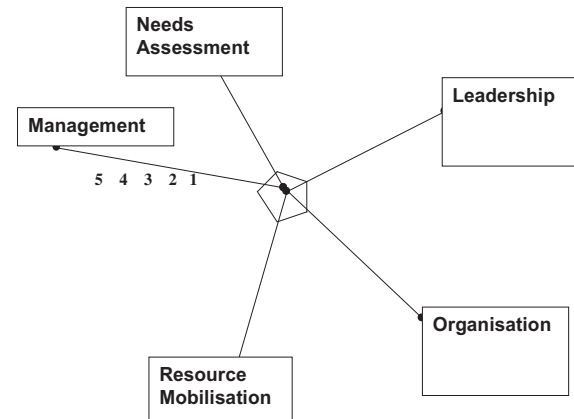 Needs
Assessment
Leadership
Management
5 4 3 2 1
Organisation
Resource
Mobilisation